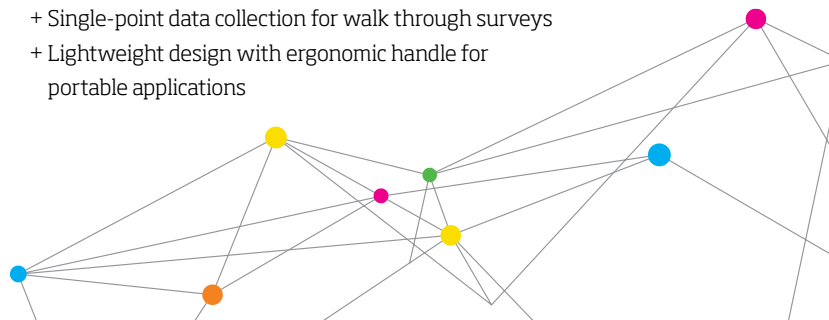 + Single-point data collection for walk through surveys
+ Lightweight design with ergonomic handle for
portable applications